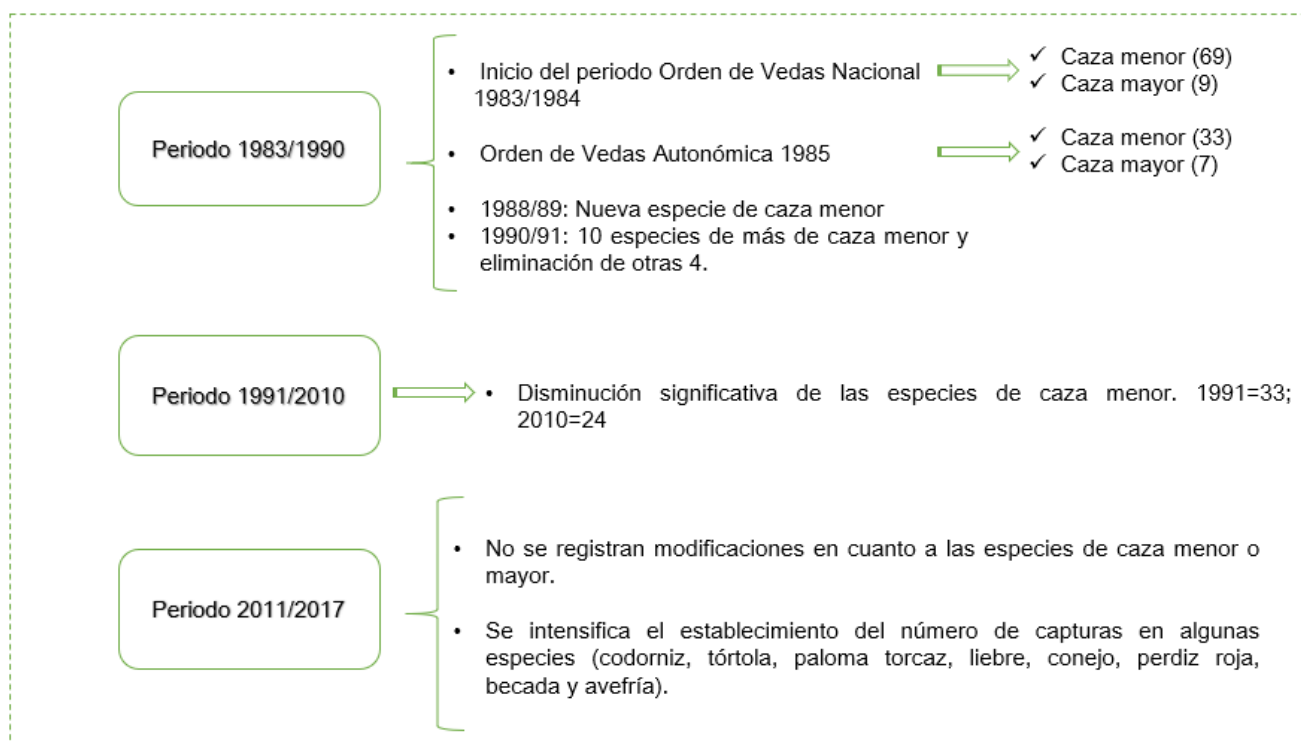 Periodo 1983/1990
• Inicio del periodo Orden de Vedas Nacional
1983/1984
✓ Caza menor (69)
✓ Caza mayor (9)
• Orden de Vedas Autonómica 1985
✓ Caza menor (33)
✓ Caza mayor (7)
• 1988/89: Nueva especie de caza menor
• 1990/91: 10 especies de más de caza menor y
eliminación de otras 4.
Periodo 1991/2010
• Disminución significativa de las especies de caza menor. 1991=33;
2010=24
Periodo 2011/2017
• No se registran modificaciones en cuanto a las especies de caza menor o
mayor.
• Se intensifica el establecimiento del número de capturas en algunas
especies (codorniz, tórtola, paloma torcaz, liebre, conejo, perdiz roja,
becada y avefría).